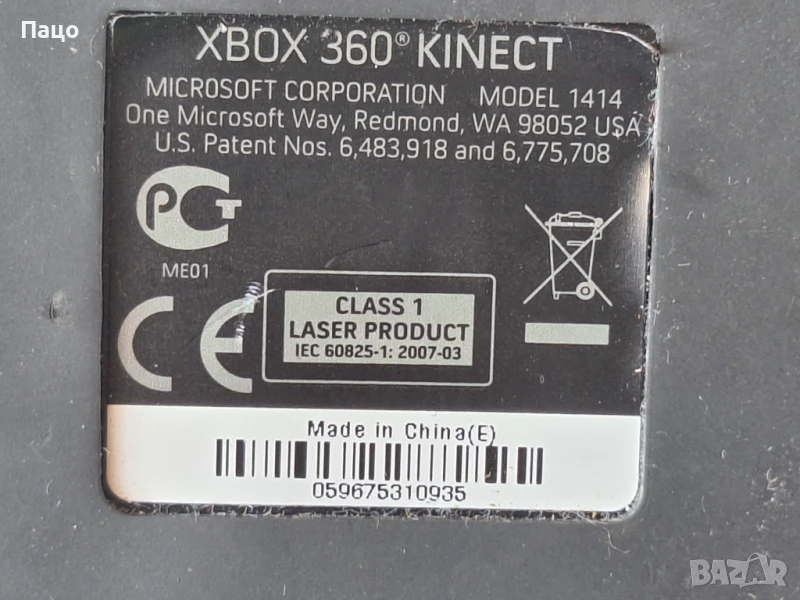 Пацо
XBOX 360® KINECT
MICROSOFT CORPORATION MODEL 1414
One Microsoft Way, Redmond, WA 98052 USA
U.S. Patent Nos. 6,483,918 and 6,775,708
РСТ
ME01
CE
CLASS 1
LASER PRODUCT
IEC 60825-1: 2007-03
Made in China(E)
059675310935
BAZAR